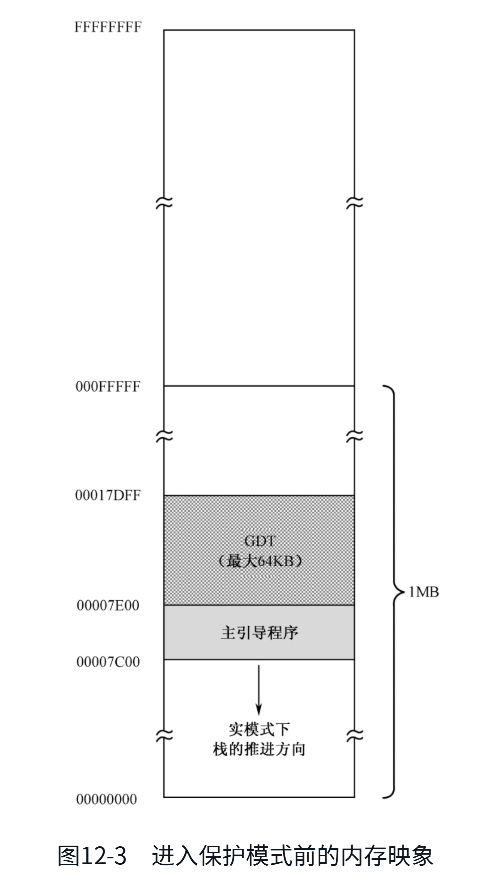 FFFFFFFF
000FFFFF
00017DFF
GDT
（最大64KB）
00007E00
1MB
主引导程序
00007C00
实模式下
栈的推进方向
00000000
图12-3 进入保护模式前的内存映象